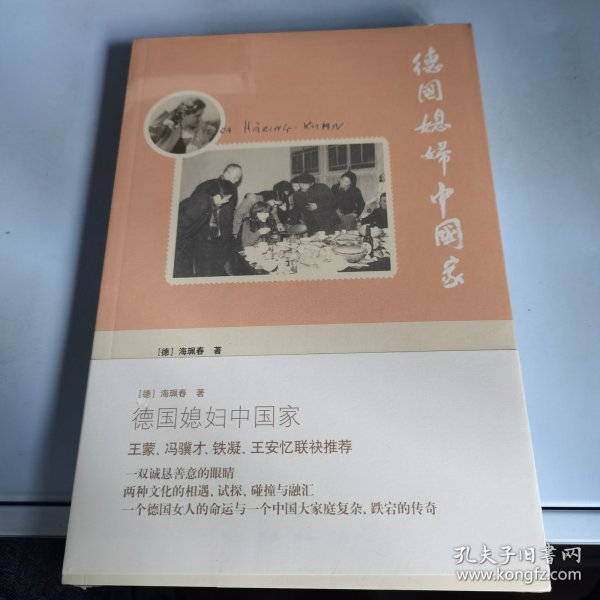 德国媳婦中國家
HÄRING-KUAN
[德] 海珮春 著
[德] 海珮春 著
德国媳妇中国家
王蒙、冯骥才、铁凝、王安忆联袂推荐
一双诚恳善意的眼睛
两种文化的相遇、试探、碰撞与融汇
一个德国女人的命运与一个中国大家庭复杂、跌宕的传奇
孔夫子旧书网
www.kongfz.com